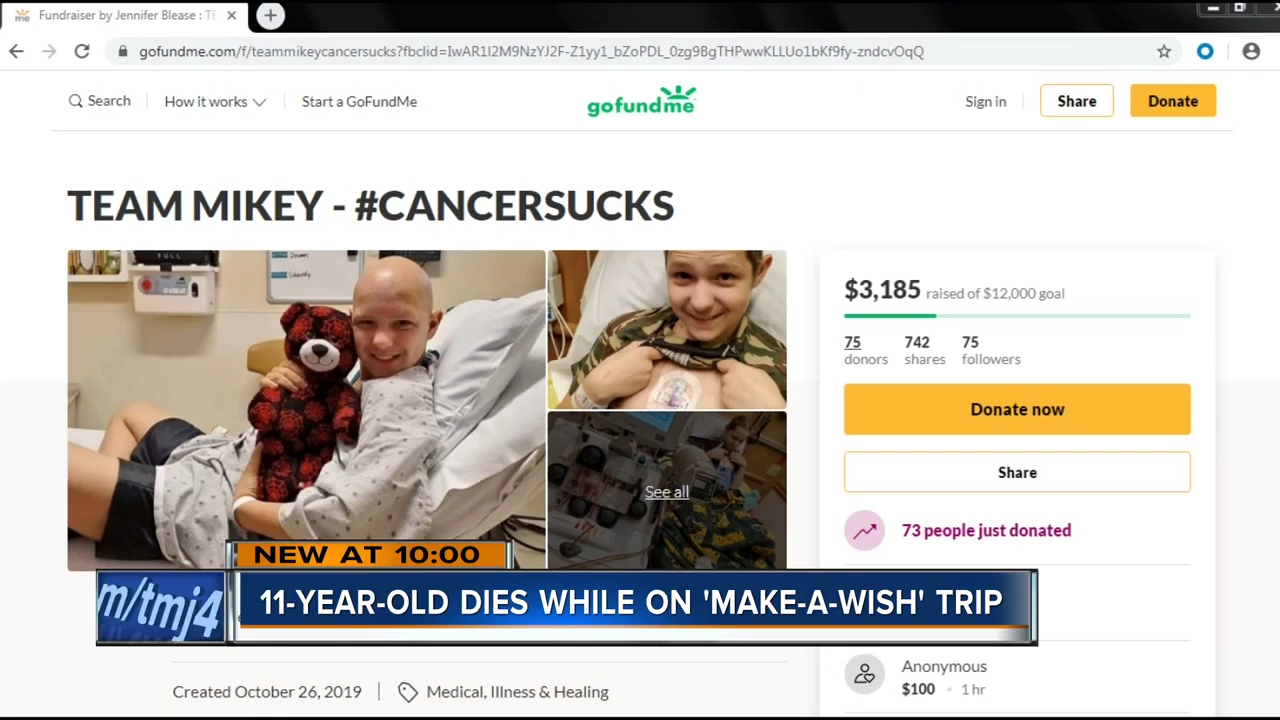 Fundraiser by Jennifer Blease : T
gofundme.com/f/teammikeycancersucks?fbclid=IwAR1l2M9NzYJ2F-Z1yy1_bZoPDL_0zg9BgTHPwwKLLUo1bKf9fy-zndcvOqQ
Search How it works Start a GoFundMe gofundme Sign in Share Donate
TEAM MIKEY - #CANCERSUCKS
$3,185 raised of $12,000 goal
75 742 75
donors shares followers
Donate now
Share
See all
73 people just donated
NEW AT 10:00
m/tmj4
11-YEAR-OLD DIES WHILE ON 'MAKE-A-WISH' TRIP
Anonymous
$100 • 1 hr
Created October 26, 2019 Medical, Illness & Healing